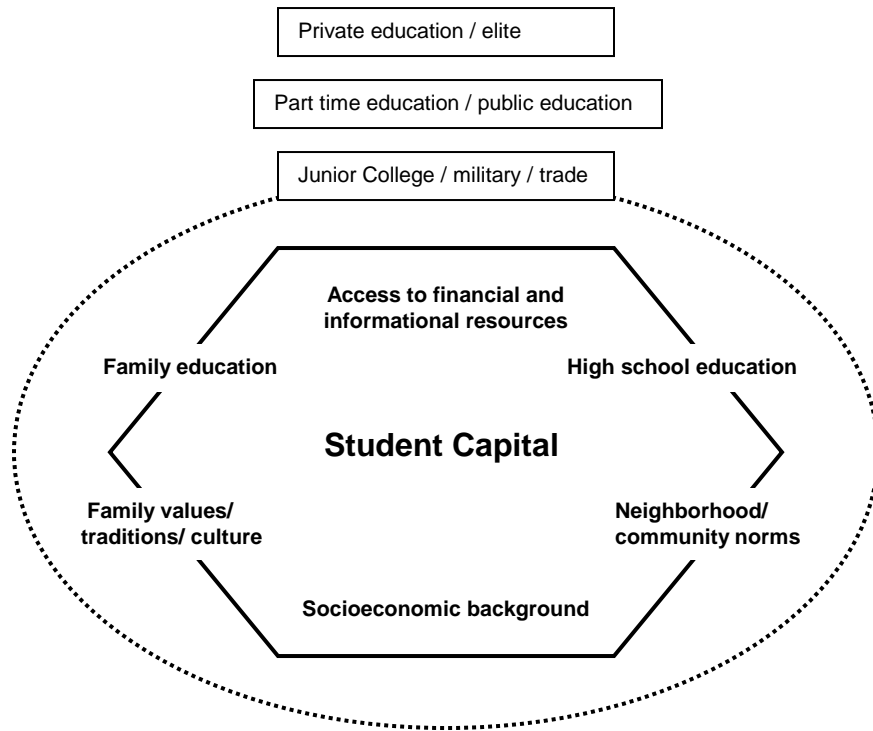 Private education / elite
Part time education / public education
Junior College / military / trade
Access to financial and
informational resources
Family education
High school education
Student Capital
Family values/
traditions/ culture
Neighborhood/
community norms
Socioeconomic background